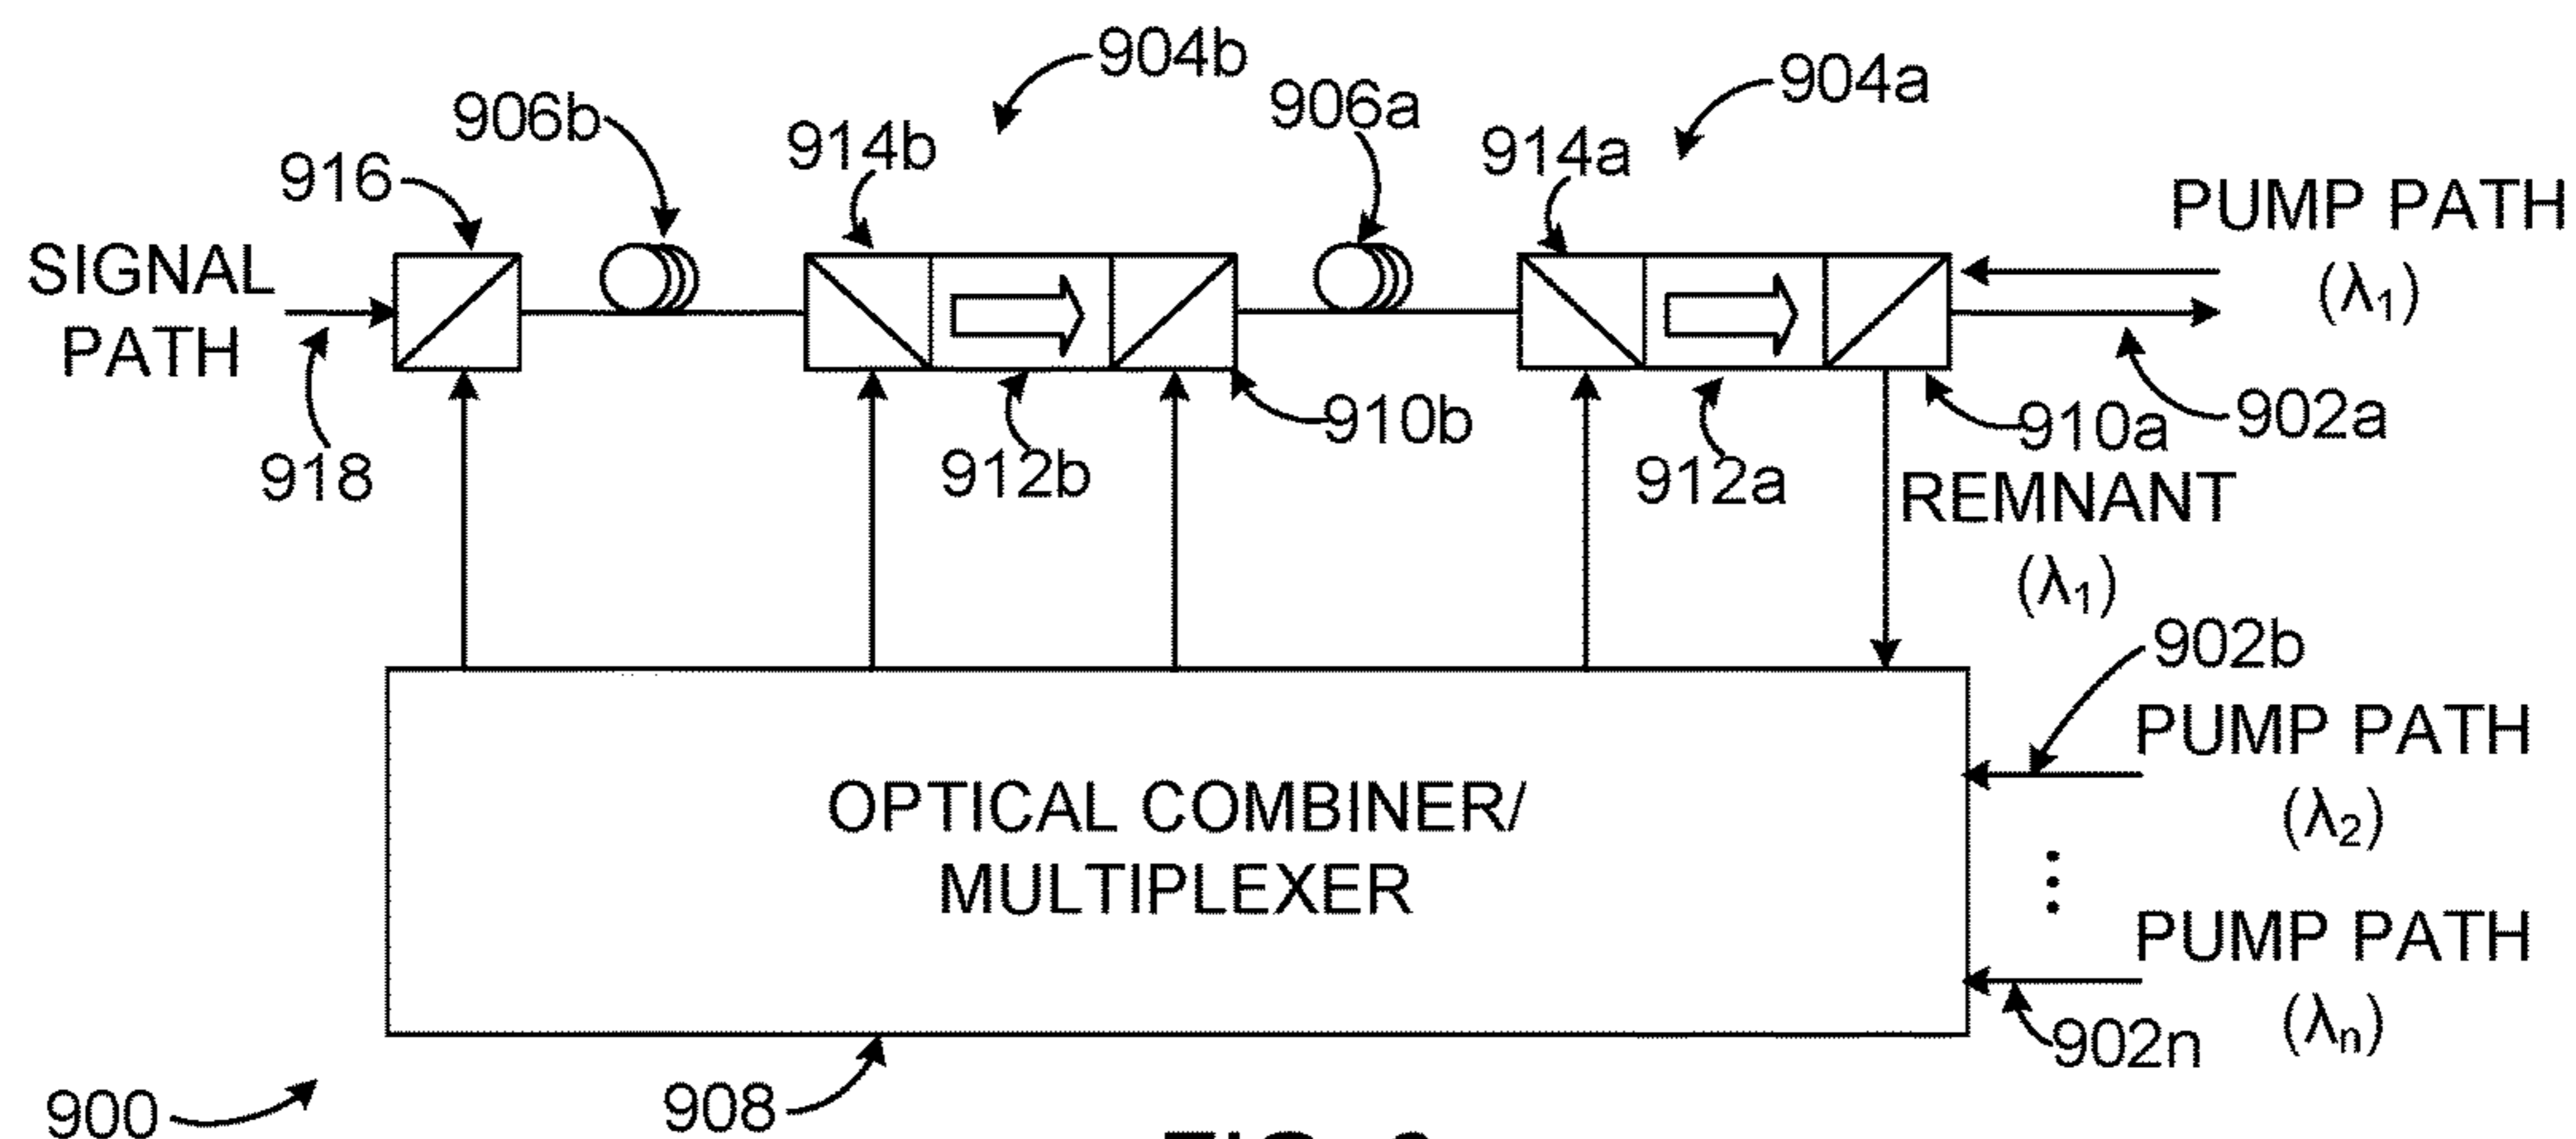 904b
904a
906b
906a
914b
914a
916
PUMP PATH
(λ1)
SIGNAL
PATH
910b
910a
902a
918
912b
912a
REMNANT
(λ1)
902b
PUMP PATH
(λ2)
OPTICAL COMBINER/
MULTIPLEXER
PUMP PATH
(λn)
902n
900
908